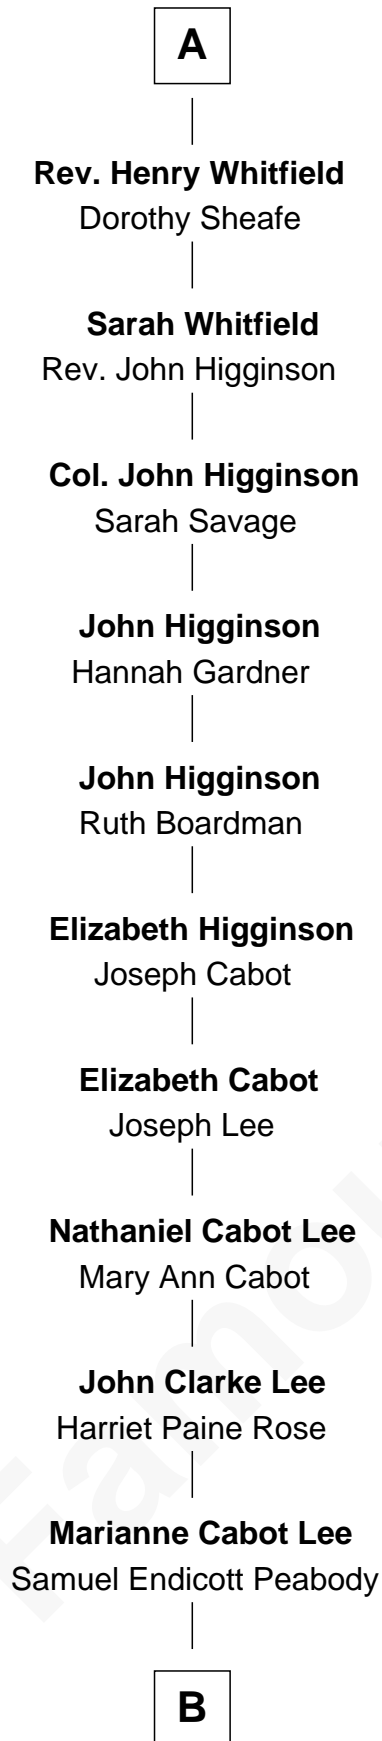 A
Rev. Henry Whitfield
Dorothy Sheafe
Sarah Whitfield
Rev. John Higginson
Col. John Higginson
Sarah Savage
John Higginson
Hannah Gardner
John Higginson
Ruth Boardman
Elizabeth Higginson
Joseph Cabot
Elizabeth Cabot
Joseph Lee
Nathaniel Cabot Lee
Mary Ann Cabot
John Clarke Lee
Harriet Paine Rose
Marianne Cabot Lee
Samuel Endicott Peabody
B